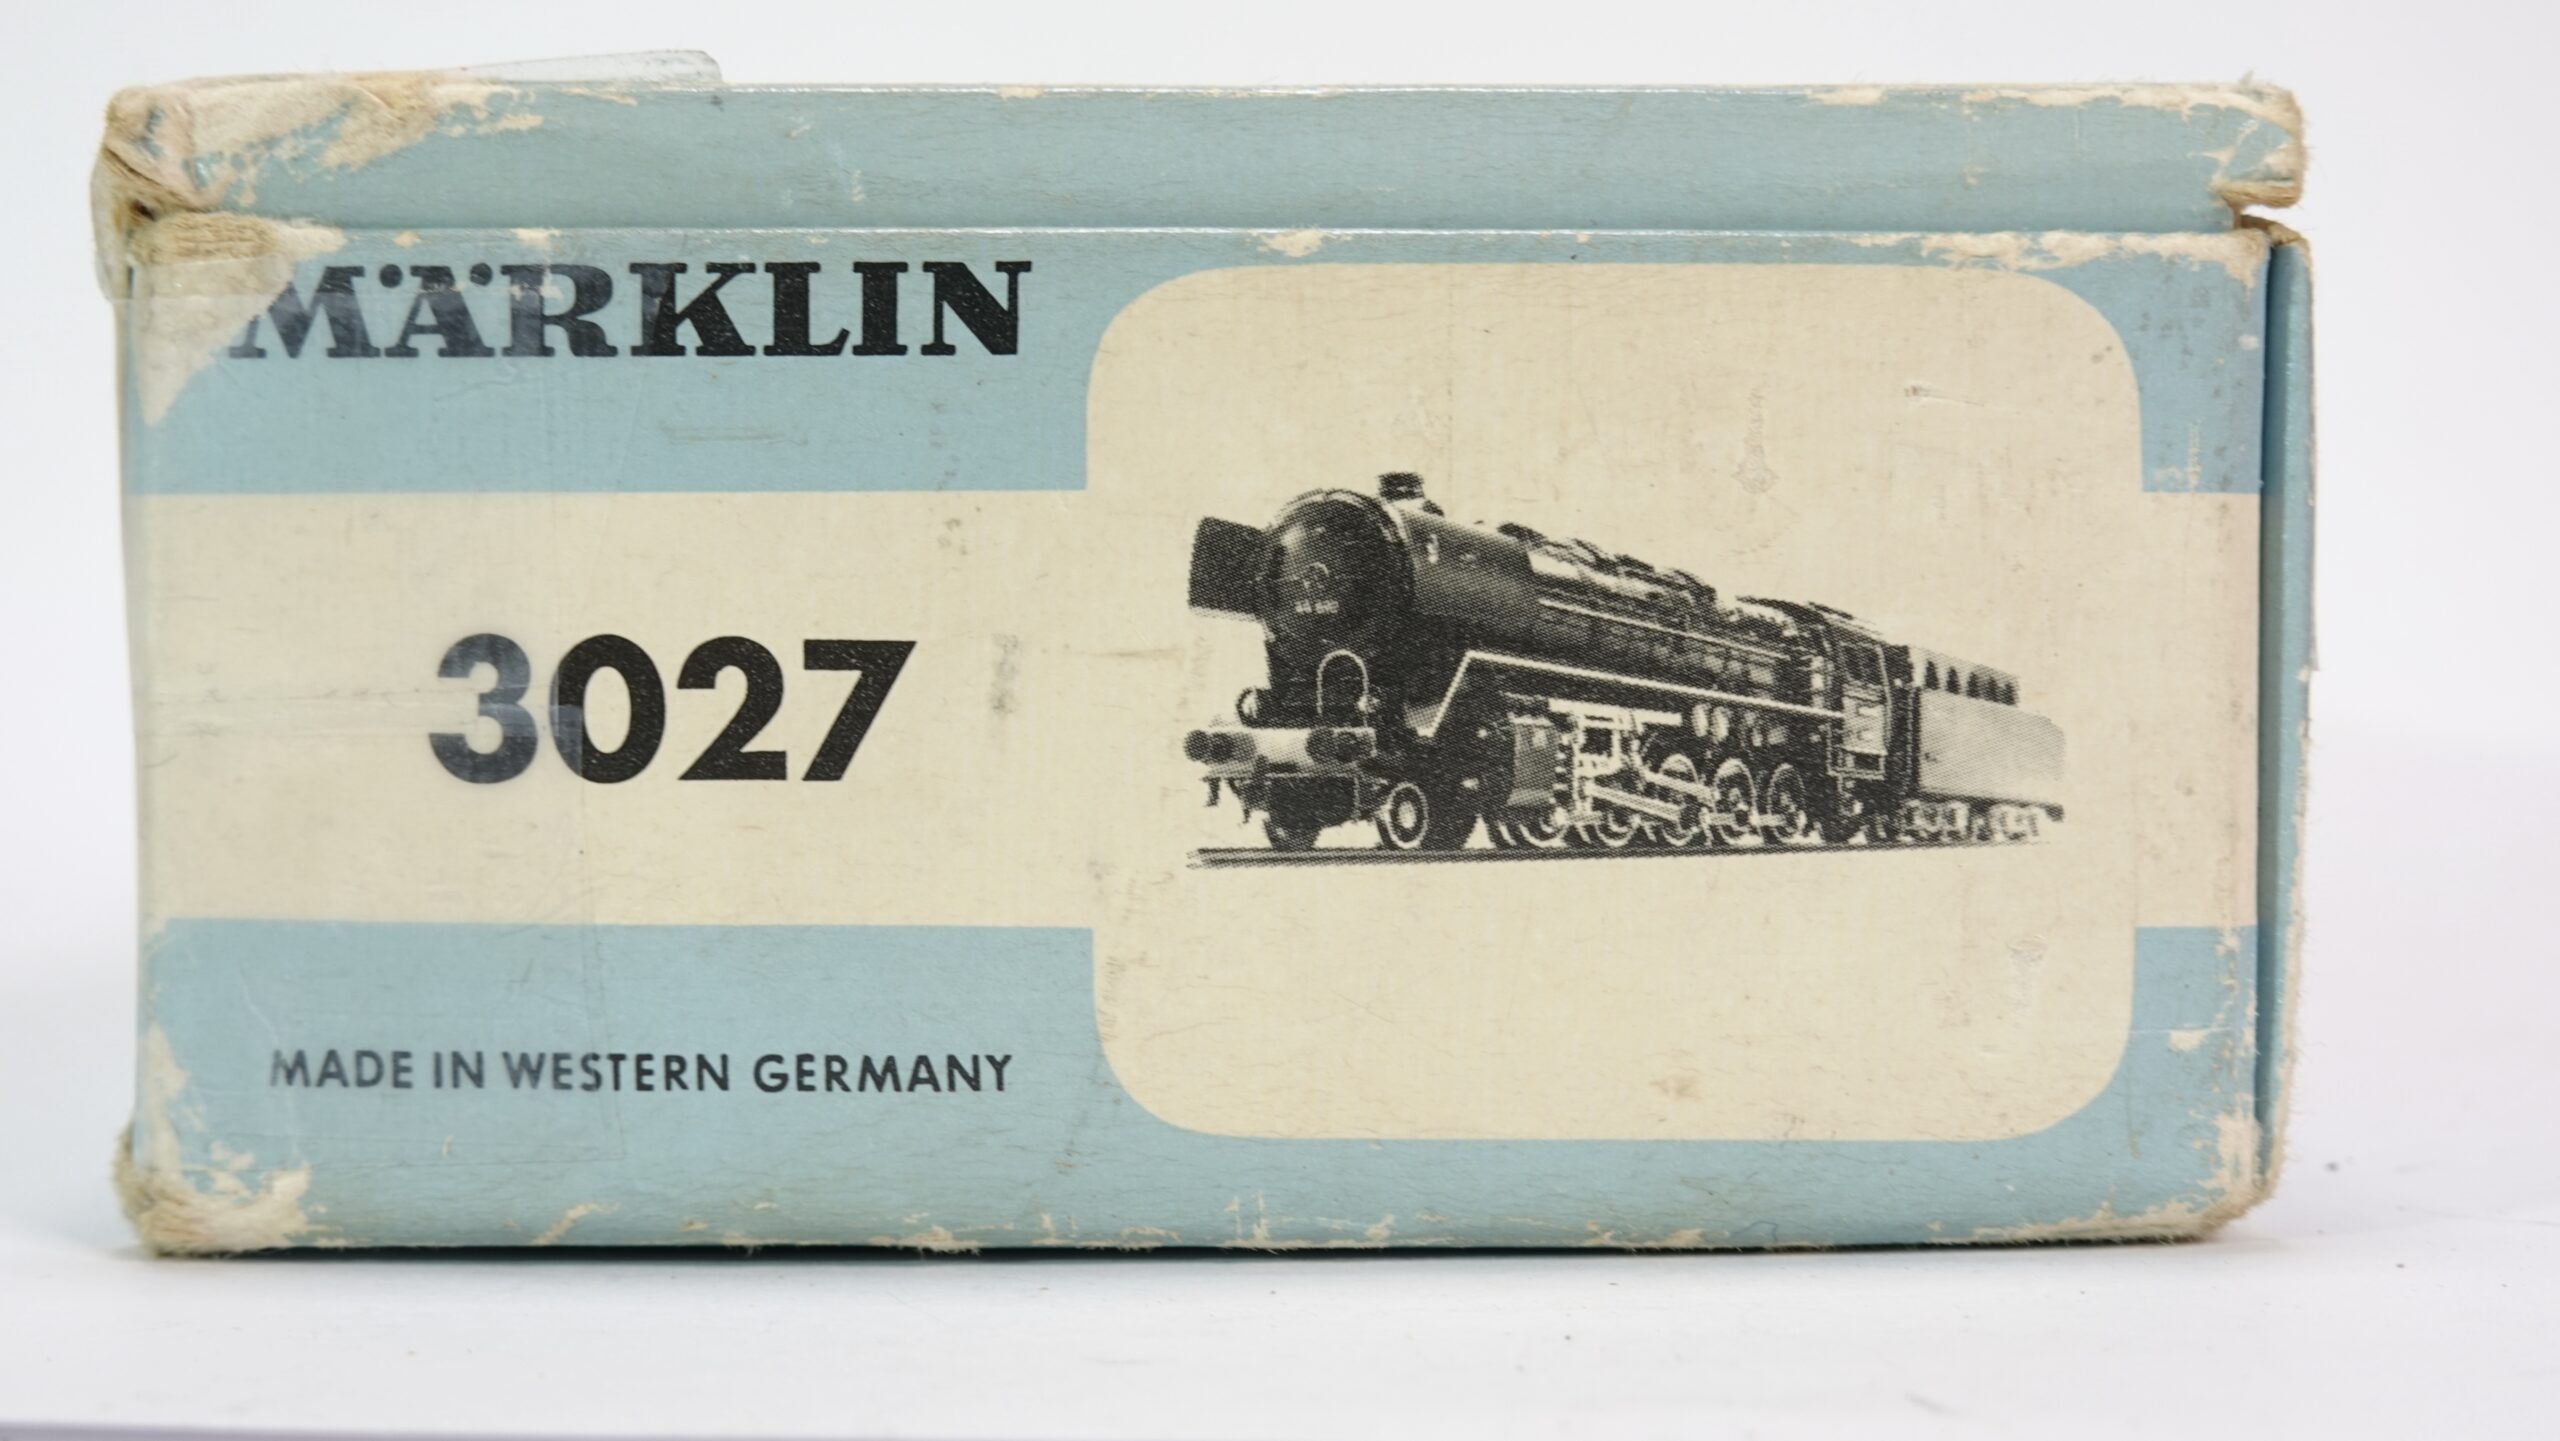 MÄRKLIN
3027
MADE IN WESTERN GERMANY